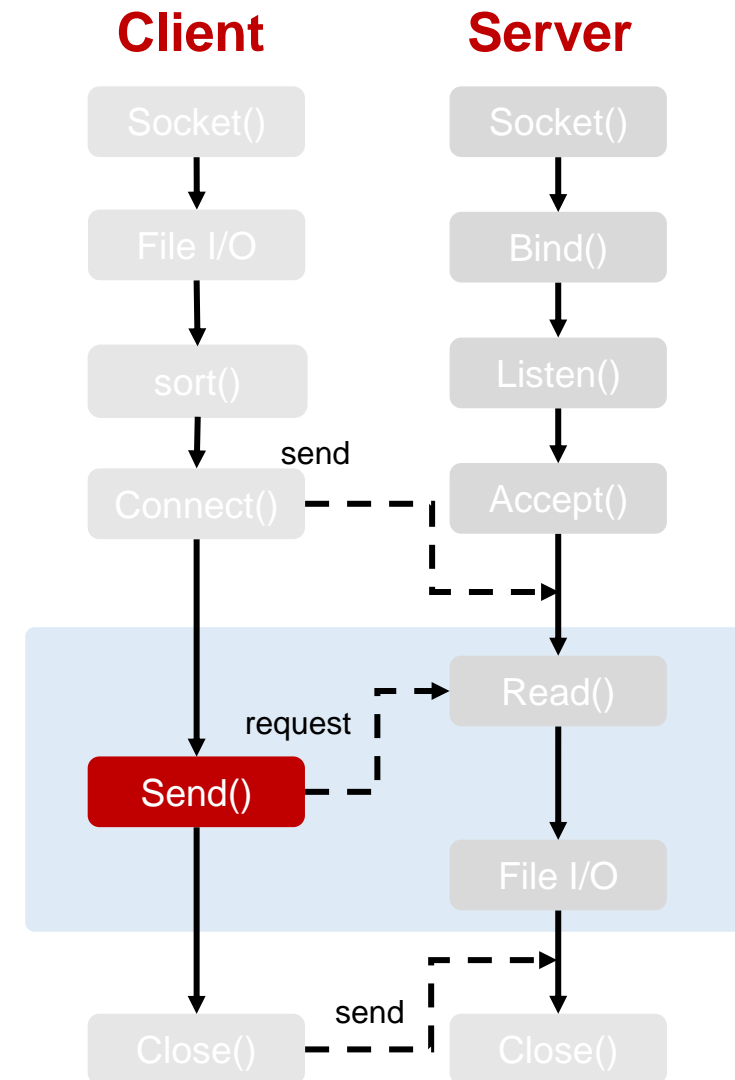 Client
Server
Socket()
Socket()
File I/O
Bind()
sort()
Listen()
send
Connect()
Accept()
Read()
request
Send()
File I/O
send
Close()
Close()